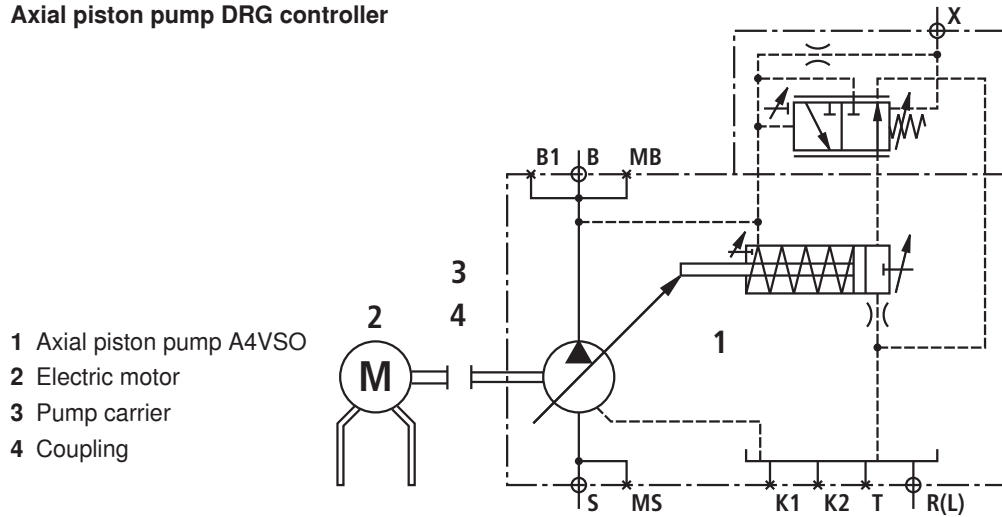 Axial piston pump DRG controller
X
B1 B MB
3
2 4
1
1 Axial piston pump A4VSO
2 Electric motor
M
3 Pump carrier
4 Coupling
S MS K1 K2 T R(L)